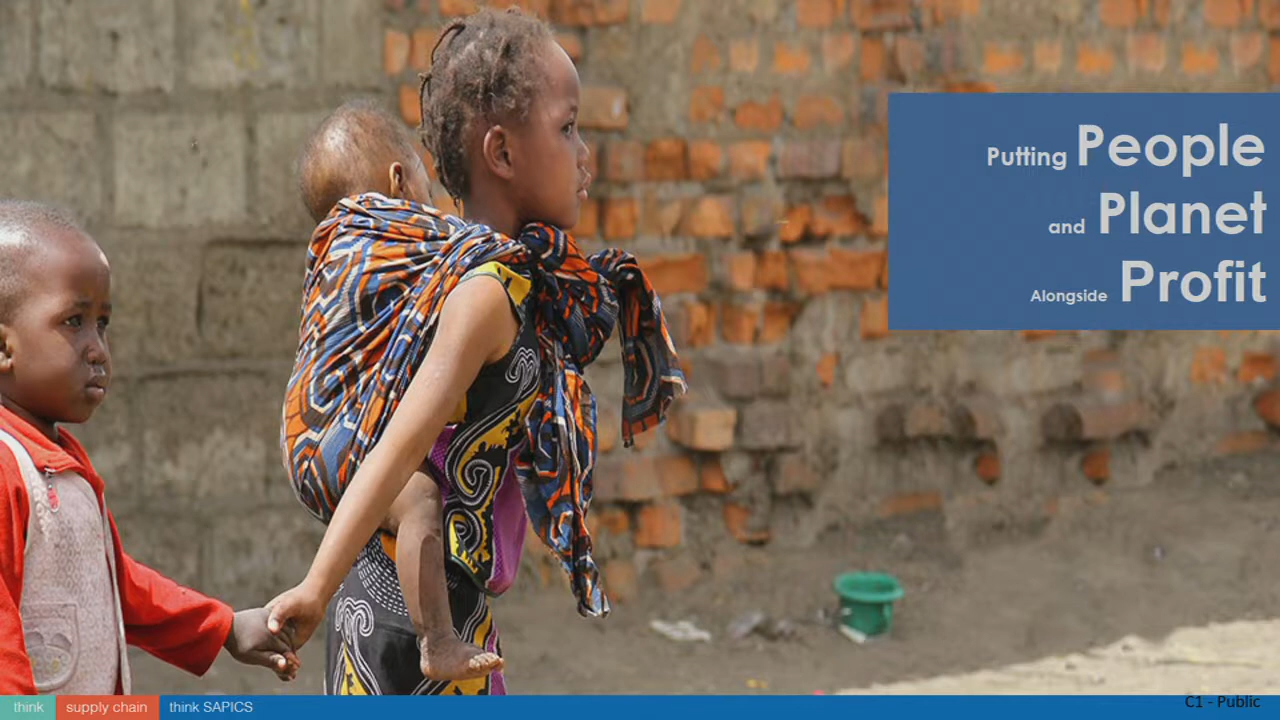 Putting People
and Planet
Alongside Profit
think supply chain think SAPICS
C1 - Public